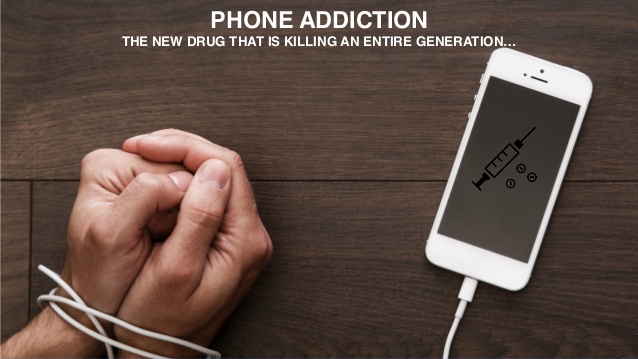 PHONE ADDICTION
THE NEW DRUG THAT IS KILLING AN ENTIRE GENERATION…